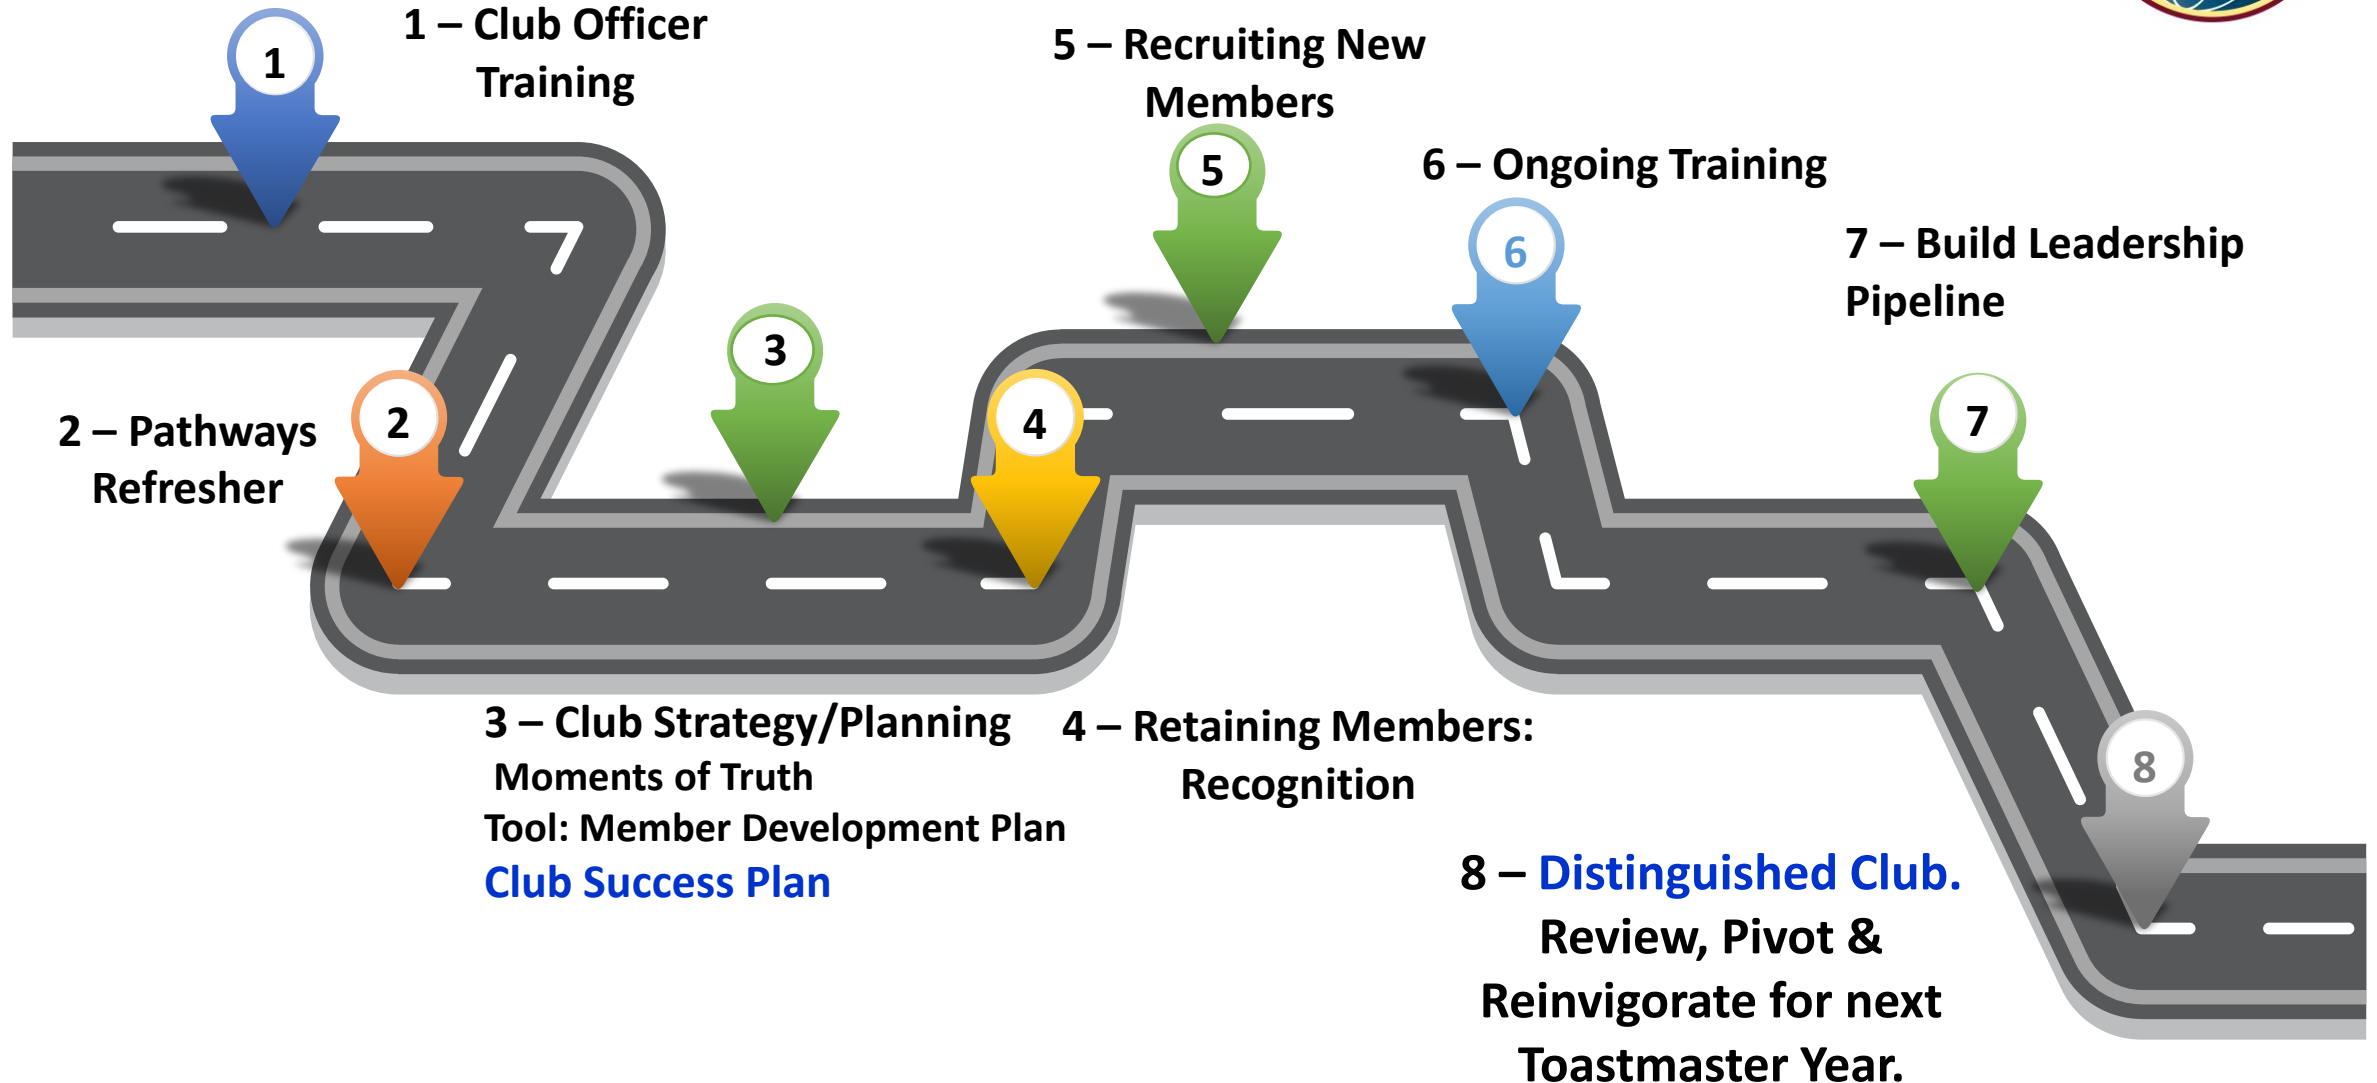 1
1 – Club Officer
Training
2
2 – Pathways
Refresher
3
3 – Club Strategy/Planning
Moments of Truth
Tool: Member Development Plan
Club Success Plan
4
4 – Retaining Members:
Recognition
5 – Recruiting New
Members
5
6 – Ongoing Training
6
7 – Build Leadership
Pipeline
7
8
8 – Distinguished Club.
Review, Pivot &
Reinvigorate for next
Toastmaster Year.